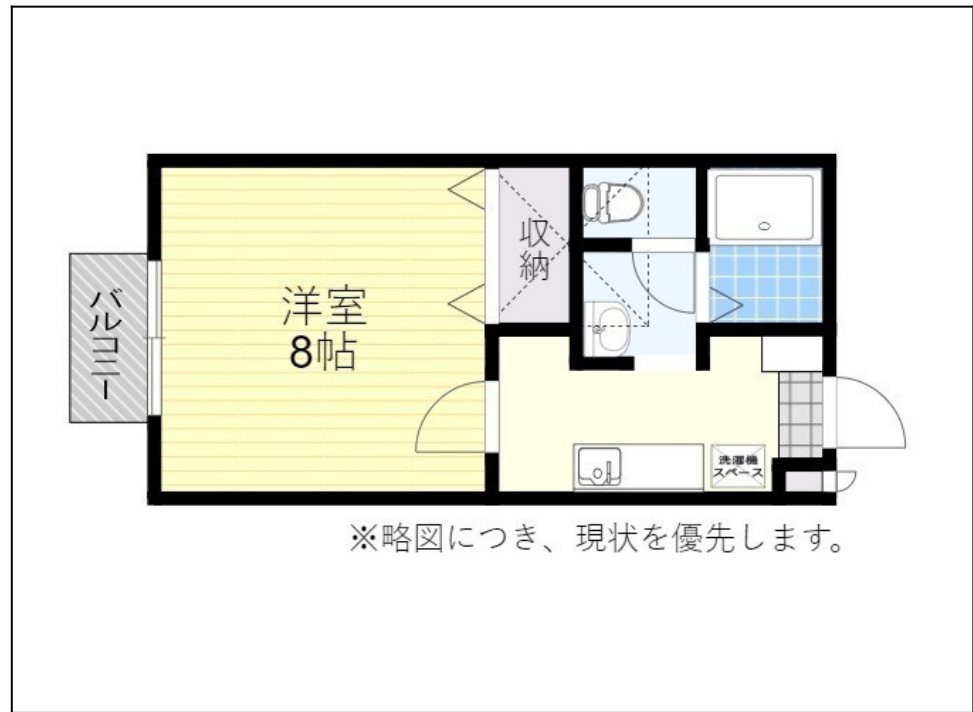 収納
バルコニー
洋室
8帖
洗濯機
スペース
※略図につき、現状を優先します。